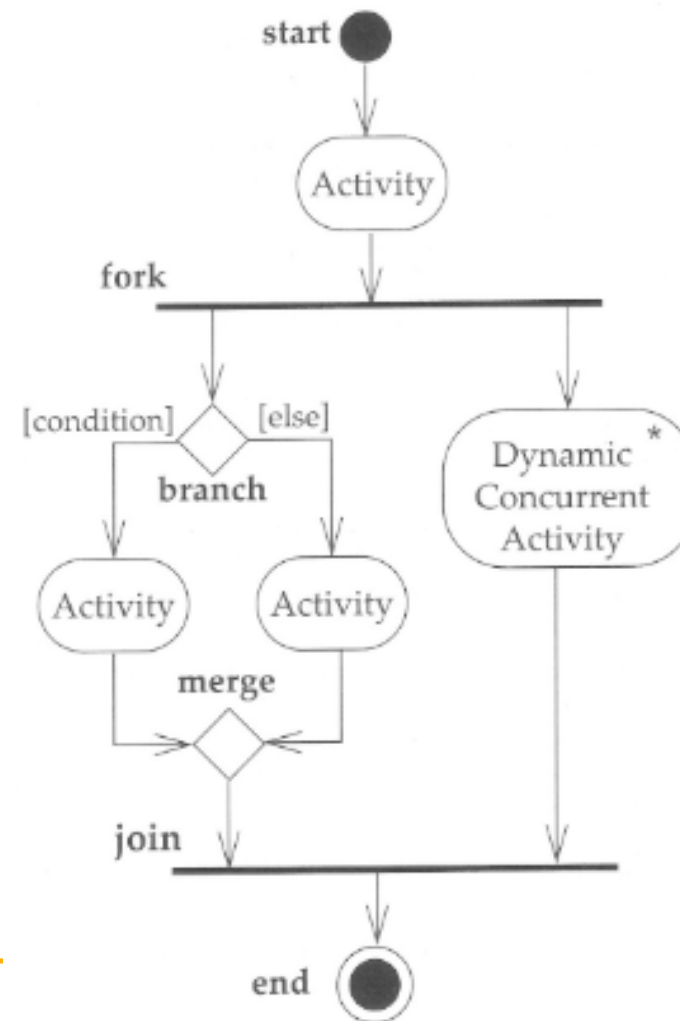 start
Activity
fork
[condition]
[else]
branch
*
Dynamic
Concurrent
Activity
Activity
Activity
merge
join
end